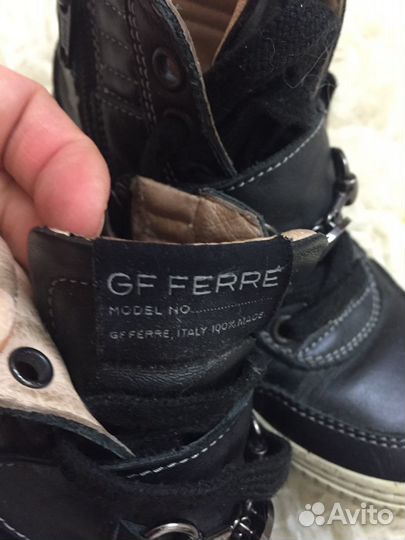 GF FERRE
MODEL NO..............................
GF FERRE, ITALY 100% MADE
Avito